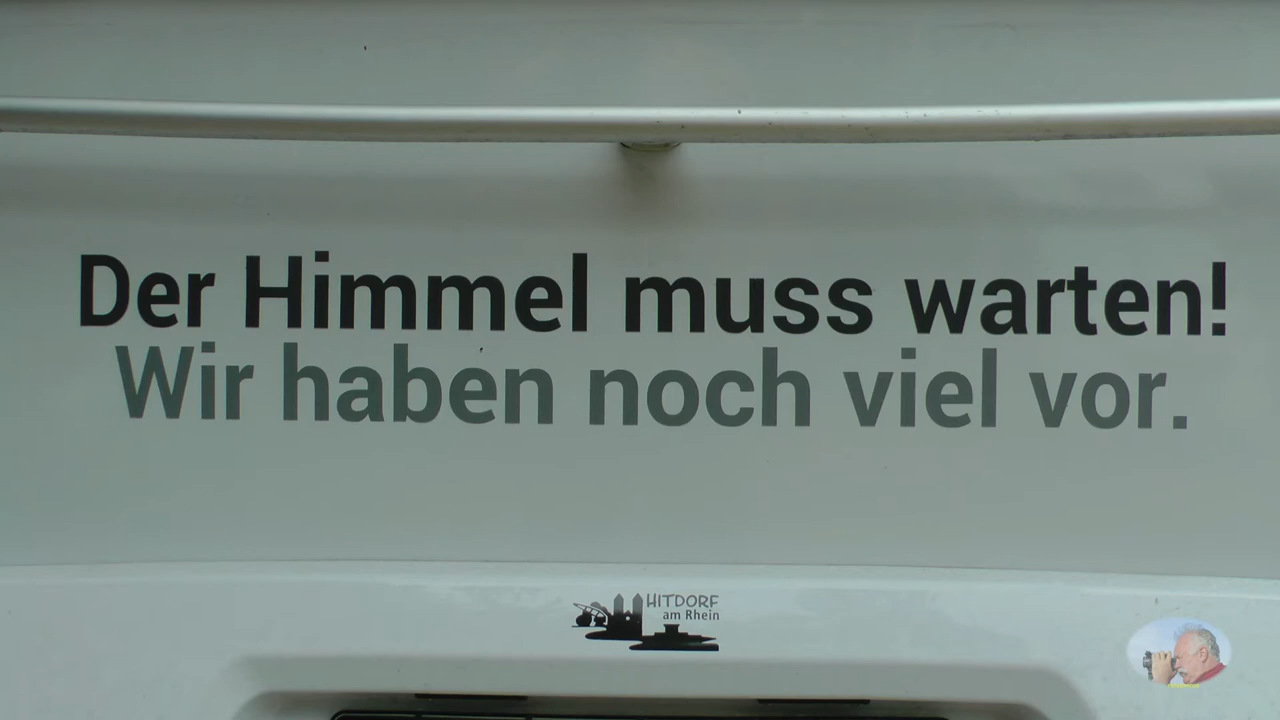 Der Himmel muss warten!
Wir haben noch viel vor.
HITDORF
am Rhein